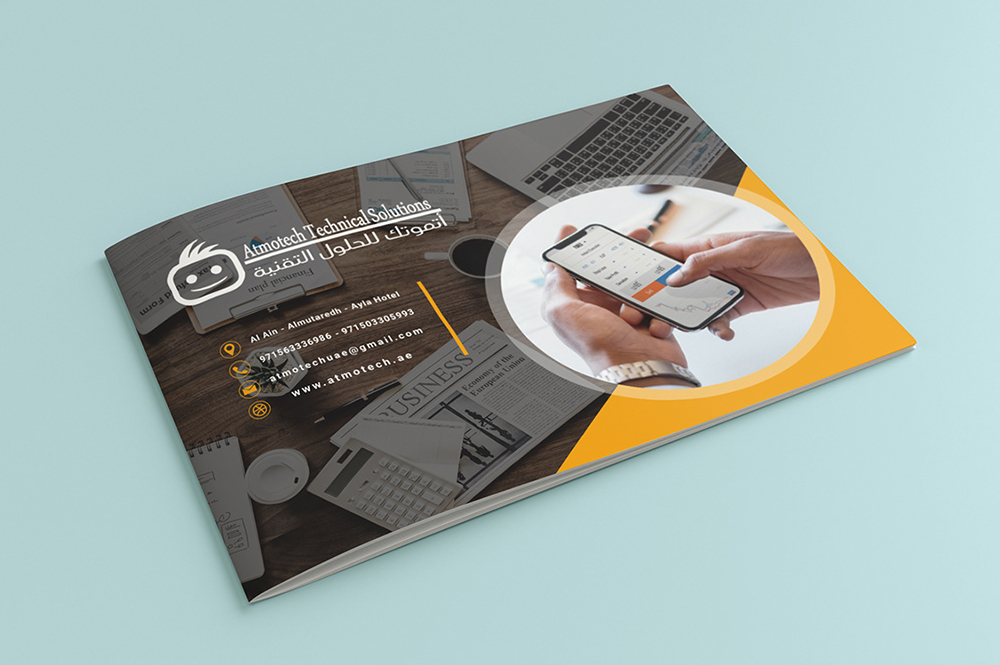 Atmotech Technical Solutions
أتموتك للحلول التقنية
Al Ain - Almutaredh - Ayla Hotel
971563336986 - 971503305993
atmotechuae@gmail.com
www.atmotech.ae
Financial plan
BUSINESS
Economy of the
European Union